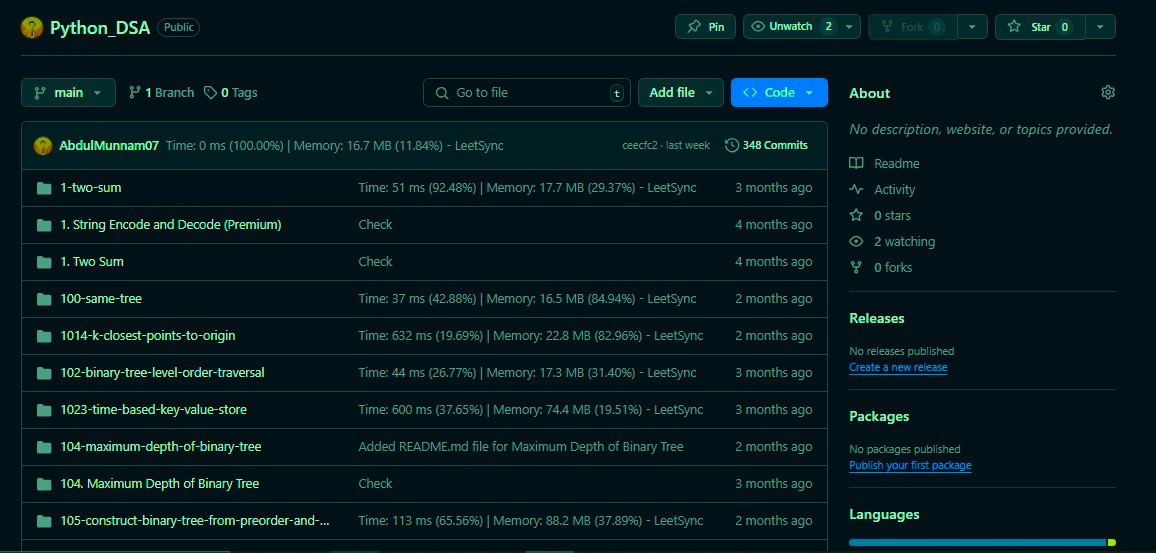 Python_DSA Public Pin Unwatch 2 Fork 0 Star 0
main 1 Branch 0 Tags Go to file t Add file Code
AbdulMunnam07 Time: 0 ms (100.00%) | Memory: 16.7 MB (11.84%) - LeetSync ceecfc2 · last week 348 Commits
1-two-sum Time: 51 ms (92.48%) | Memory: 17.7 MB (29.37%) - LeetSync 3 months ago
1. String Encode and Decode (Premium) Check 4 months ago
1. Two Sum Check 4 months ago
100-same-tree Time: 37 ms (42.88%) | Memory: 16.5 MB (84.94%) - LeetSync 2 months ago
1014-k-closest-points-to-origin Time: 632 ms (19.69%) | Memory: 22.8 MB (82.96%) - LeetSync 2 months ago
102-binary-tree-level-order-traversal Time: 44 ms (26.77%) | Memory: 17.3 MB (31.40%) - LeetSync 3 months ago
1023-time-based-key-value-store Time: 600 ms (37.65%) | Memory: 74.4 MB (19.51%) - LeetSync 3 months ago
104-maximum-depth-of-binary-tree Added README.md file for Maximum Depth of Binary Tree 2 months ago
104. Maximum Depth of Binary Tree Check 3 months ago
105-construct-binary-tree-from-preorder-and-... Time: 113 ms (65.56%) | Memory: 88.2 MB (37.89%) - LeetSync 2 months ago
About
No description, website, or topics provided.
Readme
Activity
0 stars
2 watching
0 forks
Releases
No releases published
Create a new release
Packages
No packages published
Publish your first package
Languages